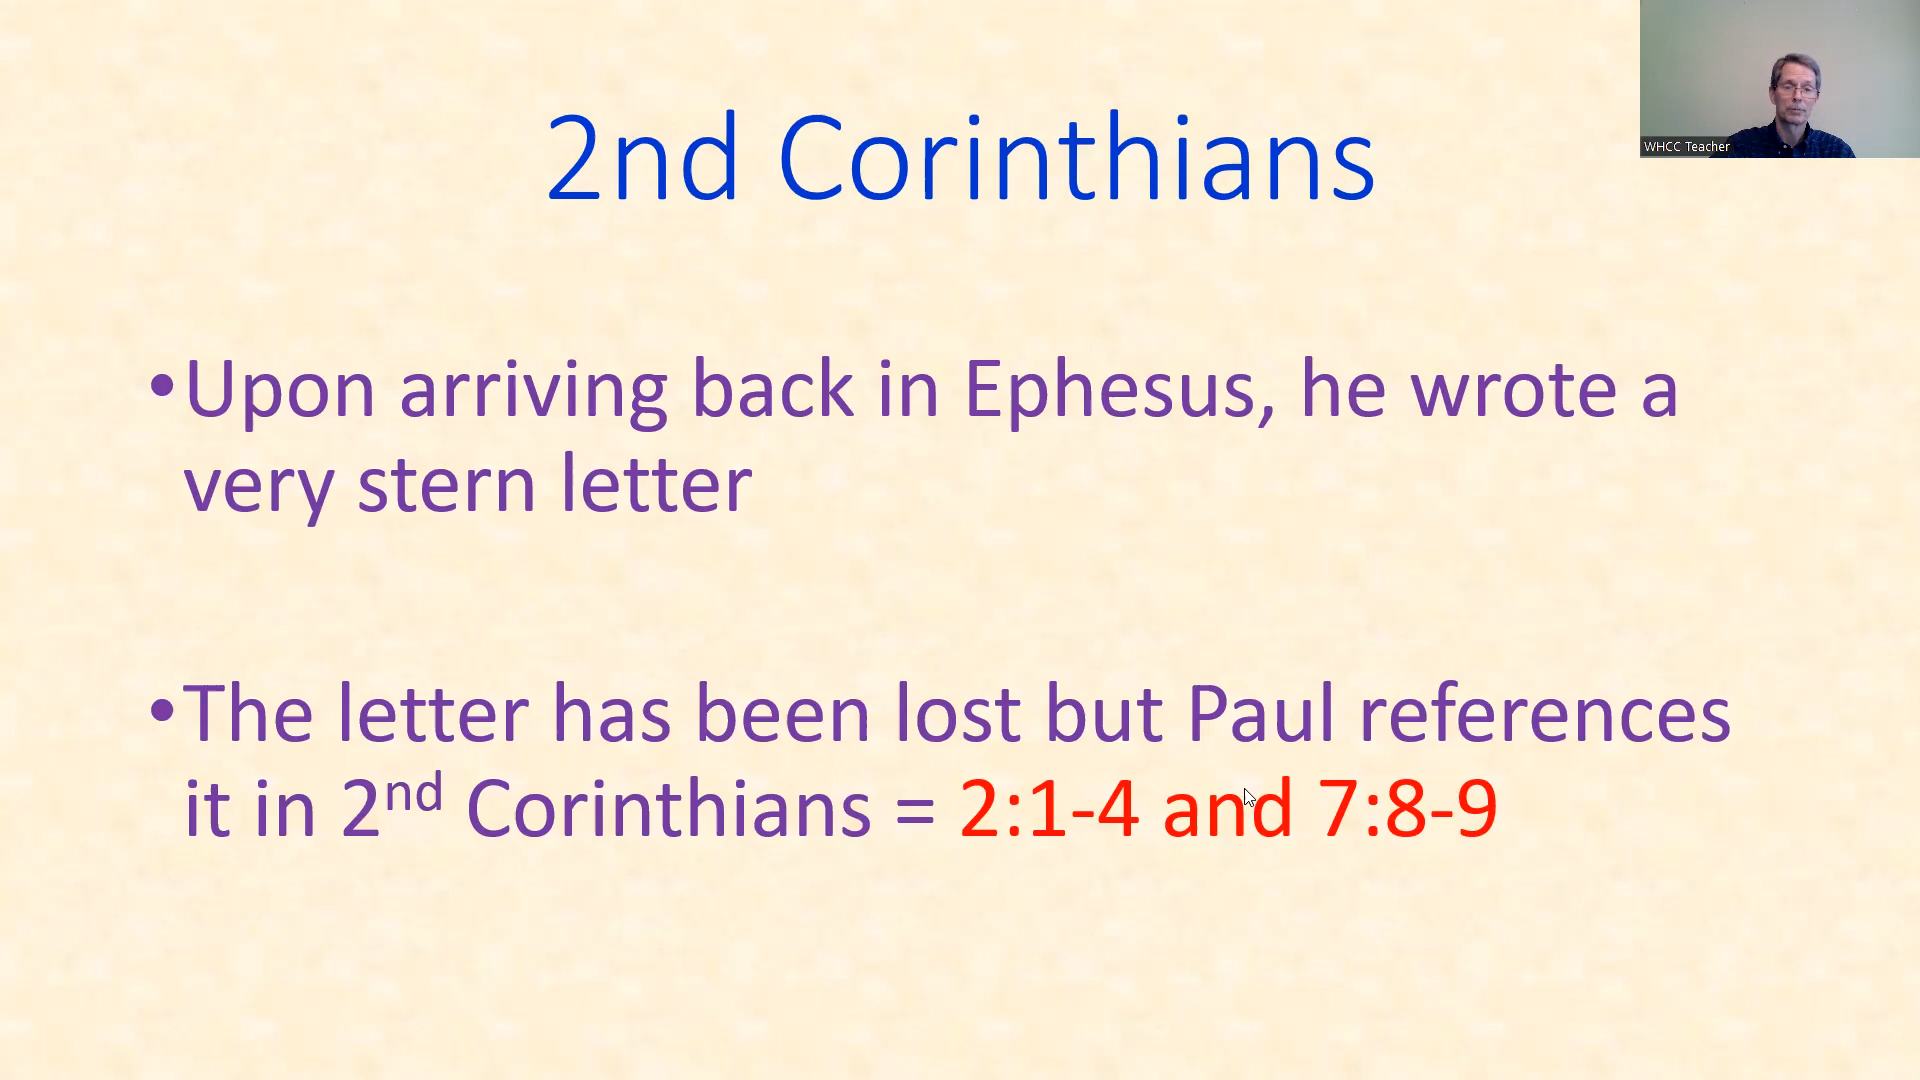 2nd Corinthians
WHCC Teacher
•Upon arriving back in Ephesus, he wrote a
very stern letter
•The letter has been lost but Paul references
it in 2nd Corinthians = 2:1-4 and 7:8-9